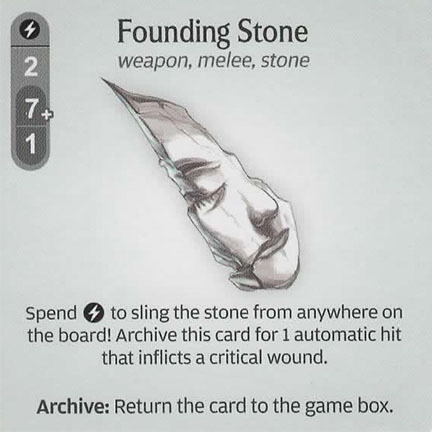 Founding Stone
weapon, melee, stone
2
7+
1
Spend to sling the stone from anywhere on
the board! Archive this card for 1 automatic hit
that inflicts a critical wound.
Archive: Return the card to the game box.